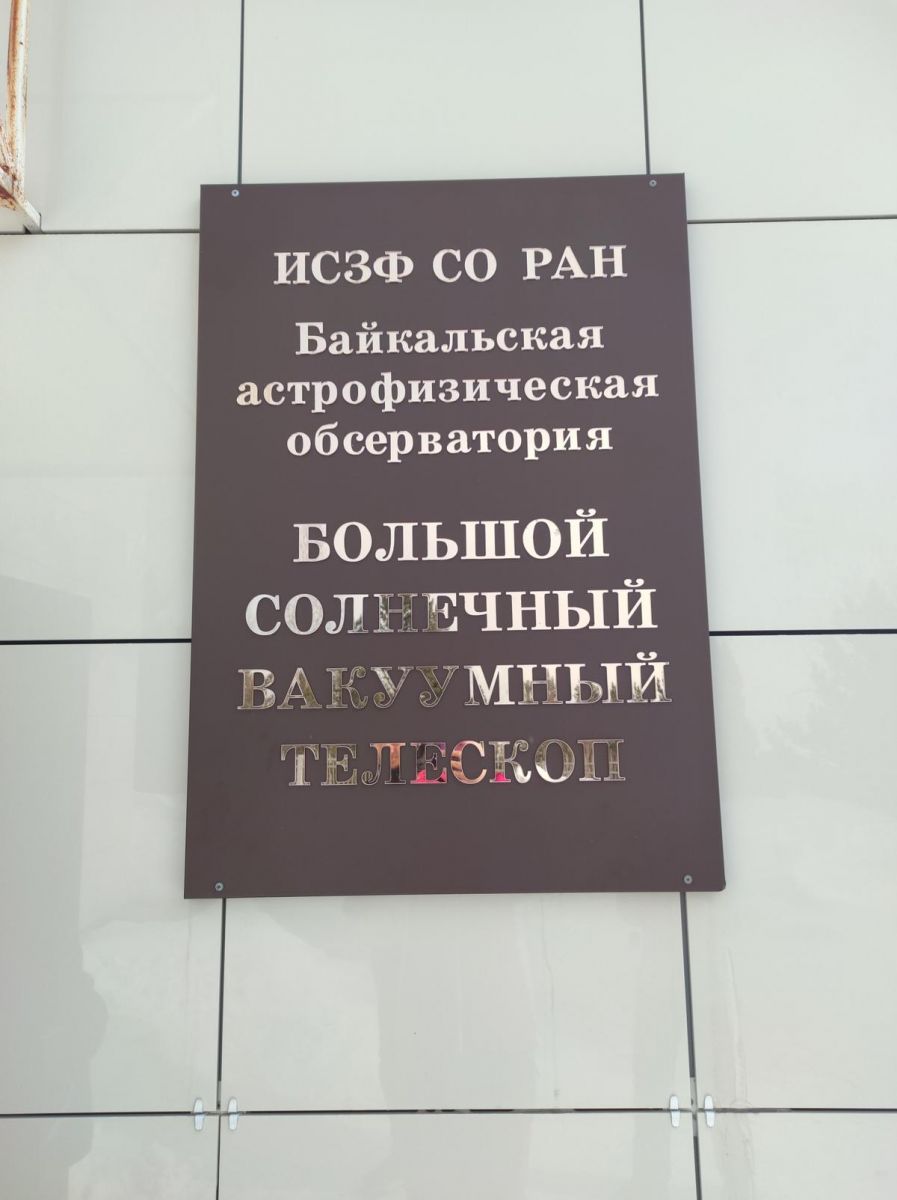 ИСЗФ СО РАН
Байкальская
астрофизическая
обсерватория
БОЛЬШОЙ
СОЛНЕЧНЫЙ
ВАКУУМНЫЙ
ТЕЛЕСКОП